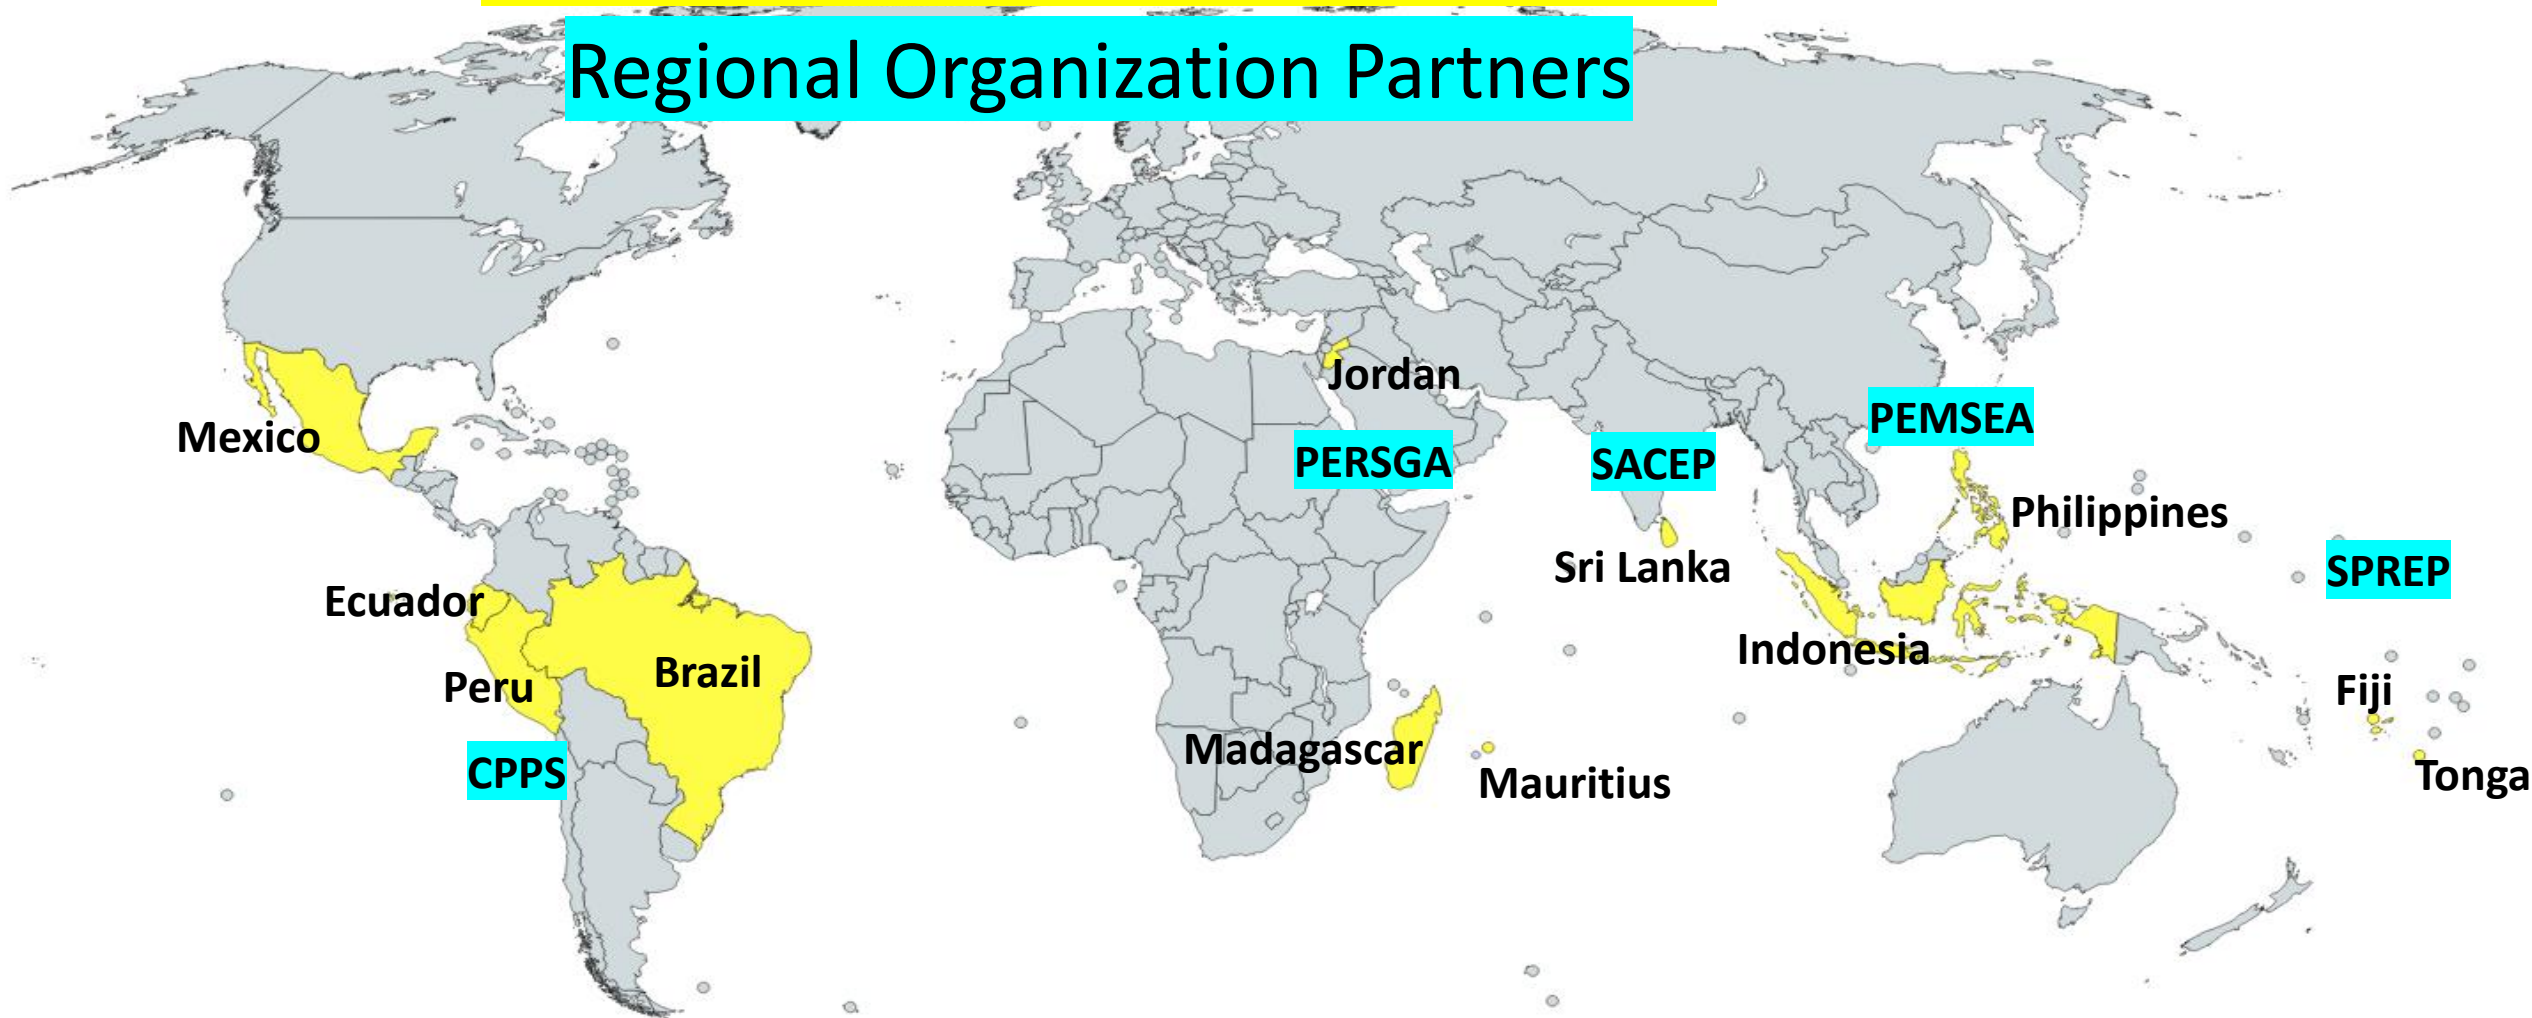 Regional Organization Partners
Jordan
PEMSEA
Mexico
PERSGA
SACEP
Philippines
Sri Lanka
SPREP
Ecuador
Indonesia
Brazil
Peru
Fiji
Madagascar
CPPS
Mauritius
Tonga